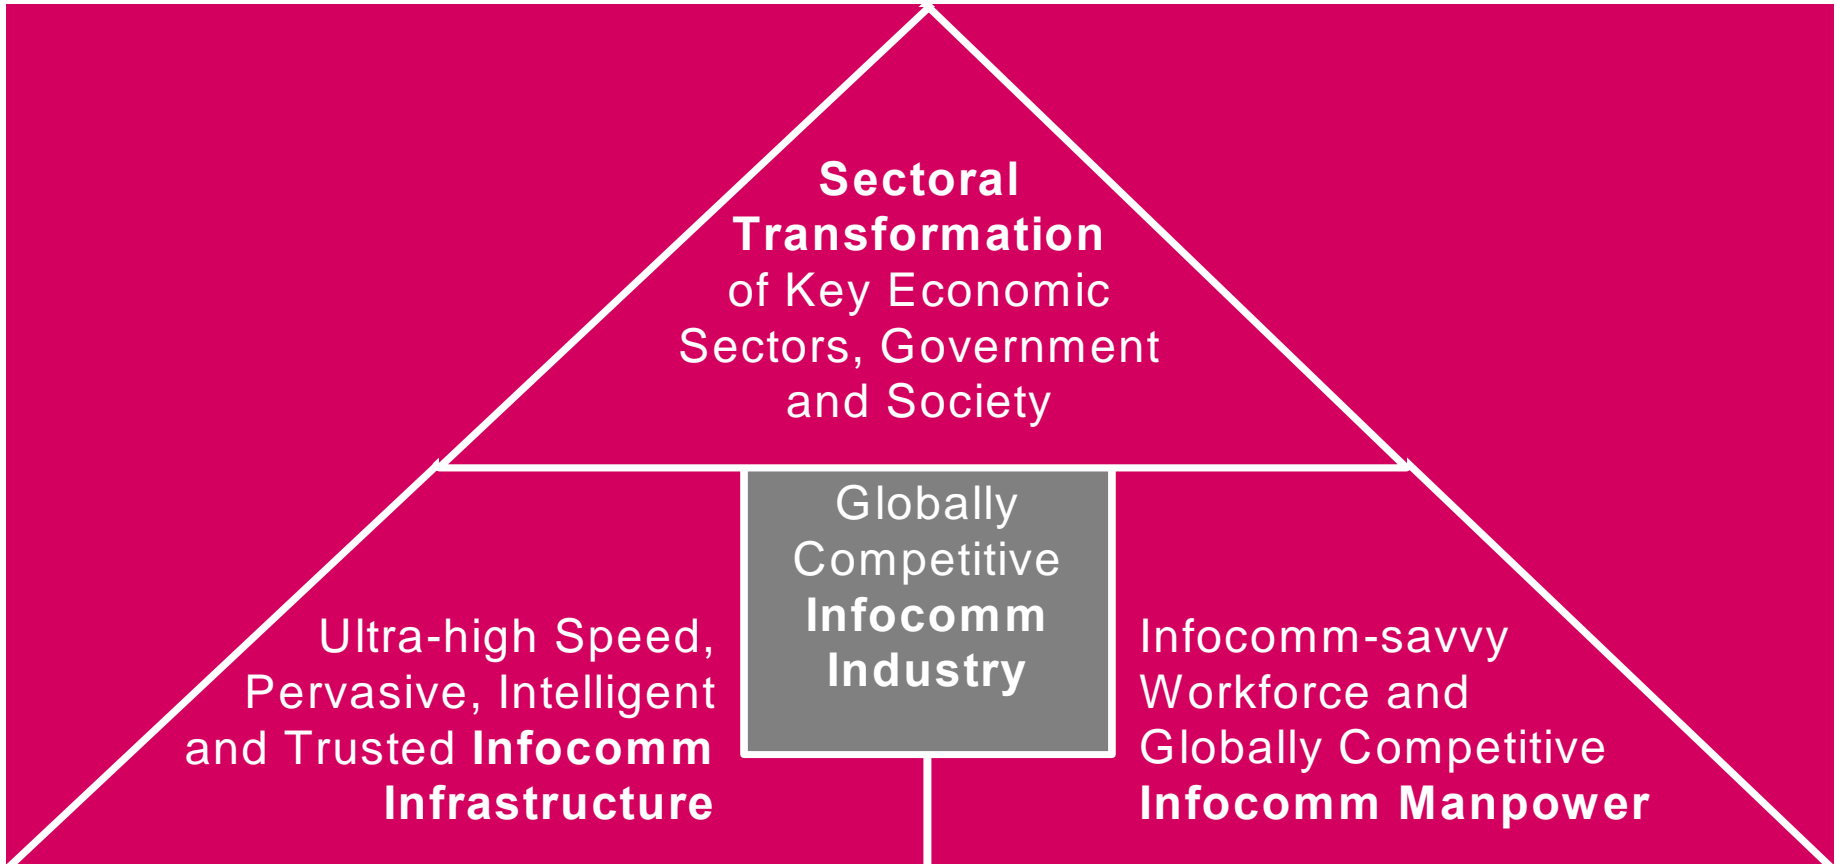 Sectoral
Transformation
of Key Economic
Sectors, Government
and Society
Globally
Competitive
Infocomm
Industry
Ultra-high Speed,
Pervasive, Intelligent
and Trusted Infocomm
Infrastructure
Infocomm-savvy
Workforce and
Globally Competitive
Infocomm Manpower